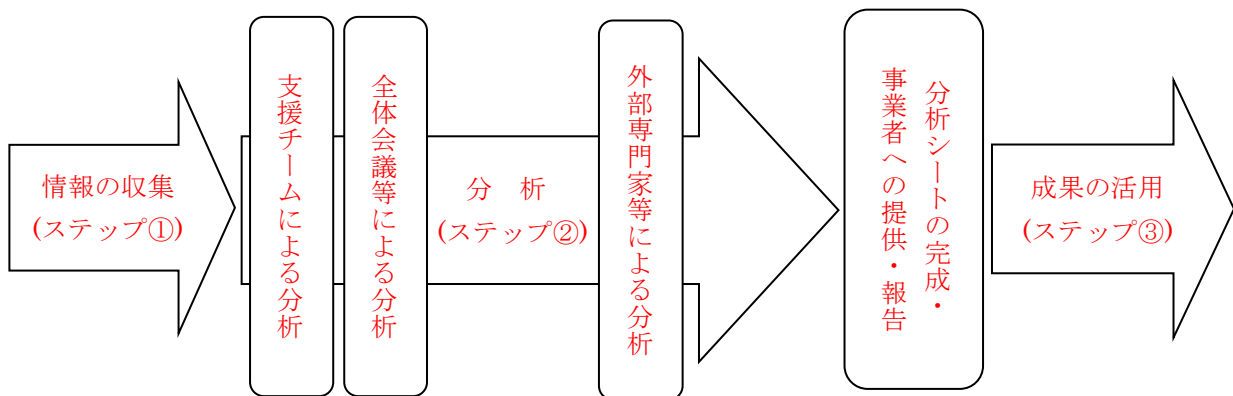 情報の収集
(ステップ①)
支援チームによる分析
全体会議等による分析
分　析
(ステップ②)
外部専門家等による分析
分析シートの完成・
事業者への提供・報告
成果の活用
(ステップ③)